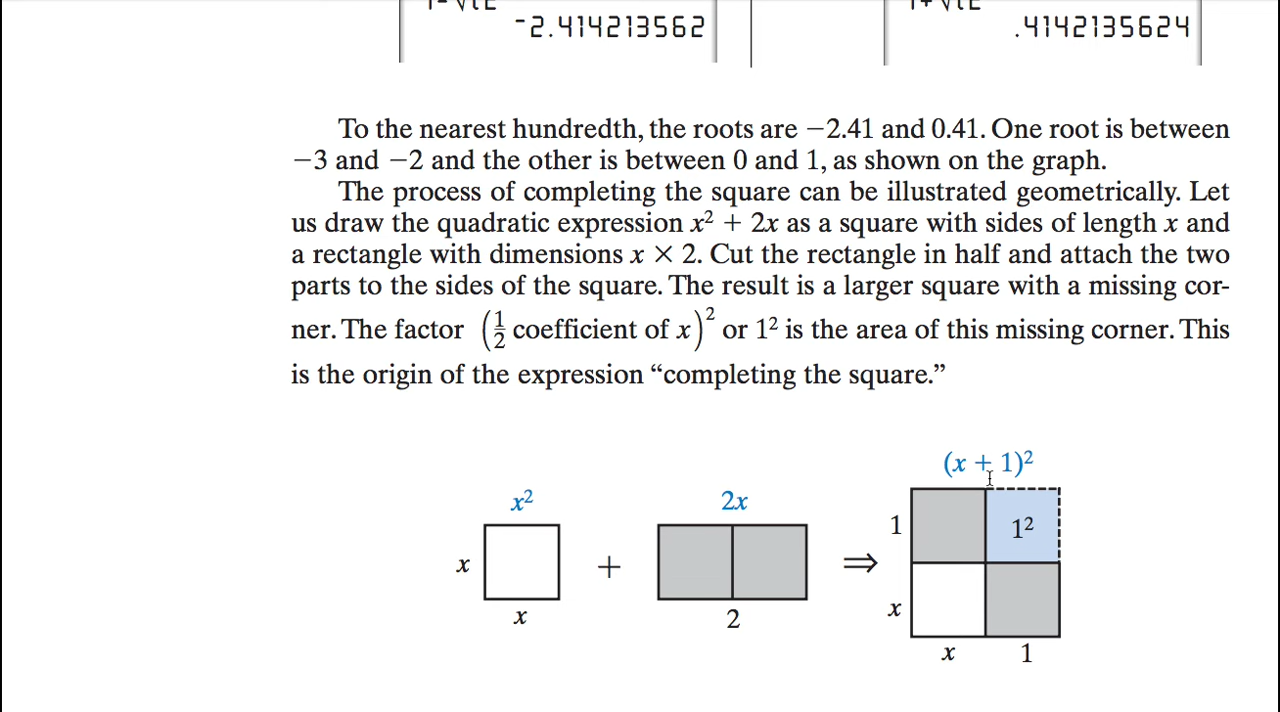 -2.414213562
.4142135624
To the nearest hundredth, the roots are −2.41 and 0.41. One root is between
−3 and −2 and the other is between 0 and 1, as shown on the graph.
The process of completing the square can be illustrated geometrically. Let
us draw the quadratic expression x² + 2x as a square with sides of length x and
a rectangle with dimensions x × 2. Cut the rectangle in half and attach the two
parts to the sides of the square. The result is a larger square with a missing cor-
ner. The factor (½ coefficient of x)² or 1² is the area of this missing corner. This
is the origin of the expression “completing the square.”
x²
x
x
+
2x
2
⇒
(x + 1)²
1
1²
x
x
1